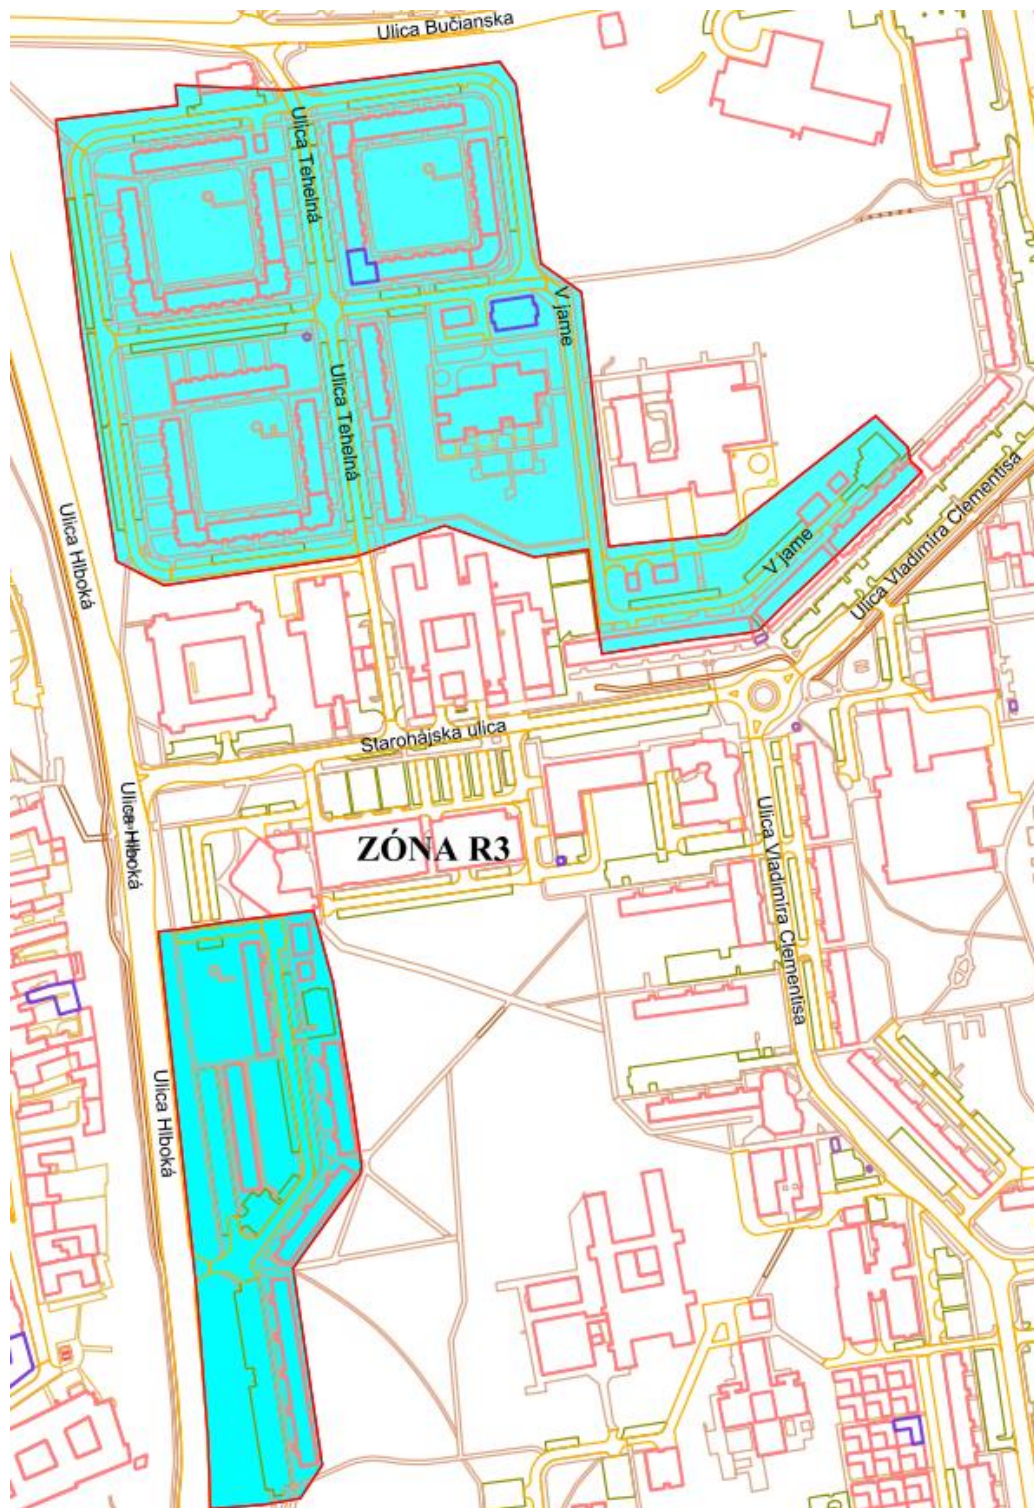 Ulica Bučianska
Ulica Tehelná
V jame
Ulica Tehelná
Ulica Hlboká
V jame
Ulica Vladimíra Clementisa
Starohájska ulica
Ulica Hlboká
ZÓNA R3
Ulica Vladimíra Clementisa
Ulica Hlboká